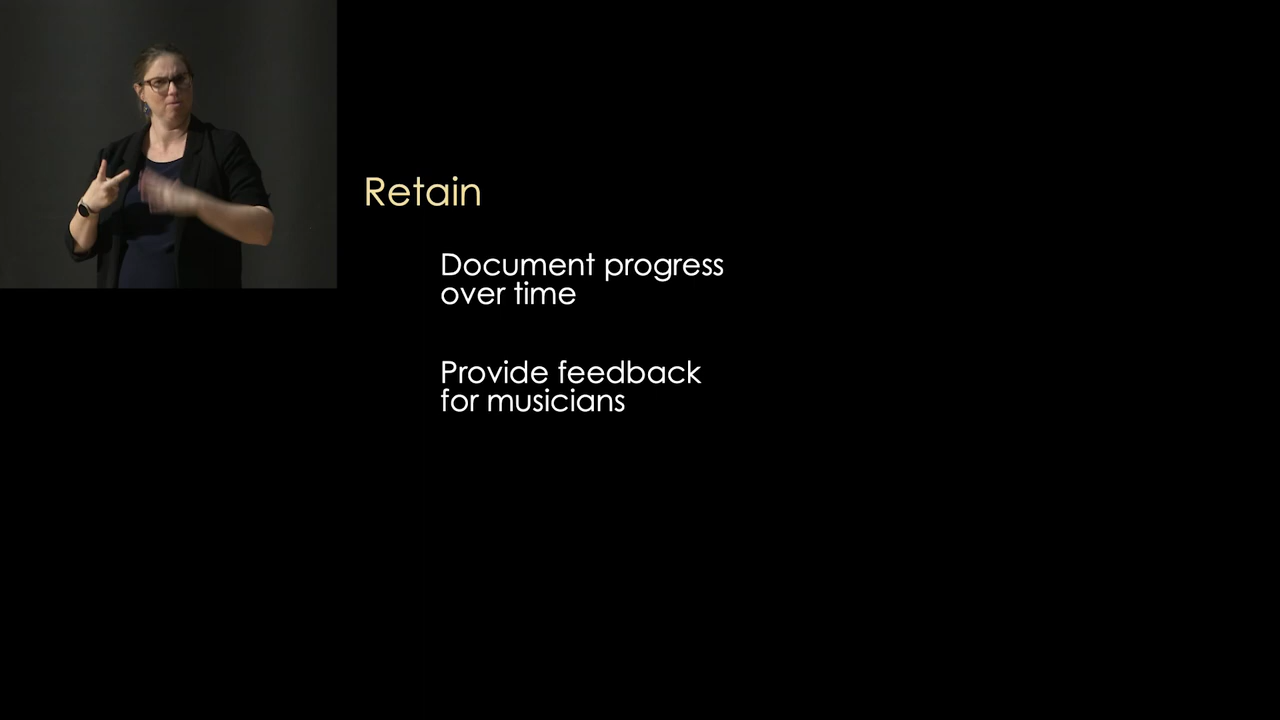 Retain
Document progress
over time
Provide feedback
for musicians